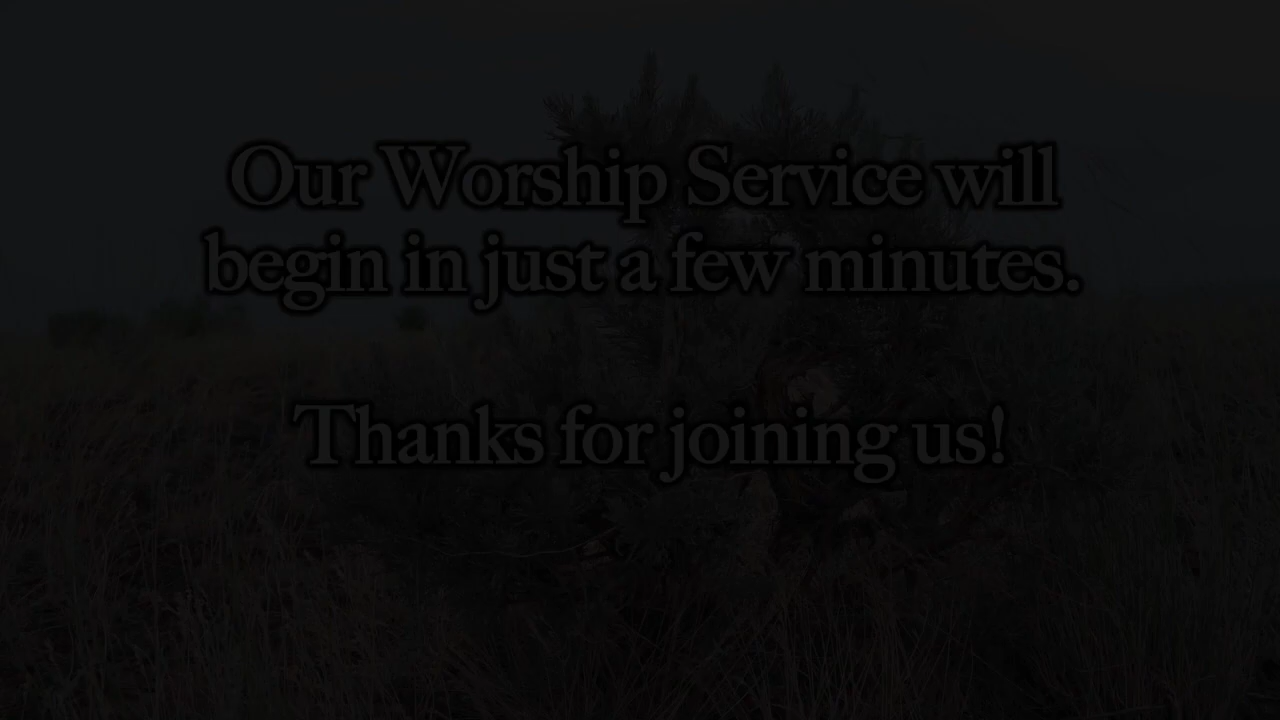 Our Worship Service will
begin in just a few minutes.
Thanks for joining us!